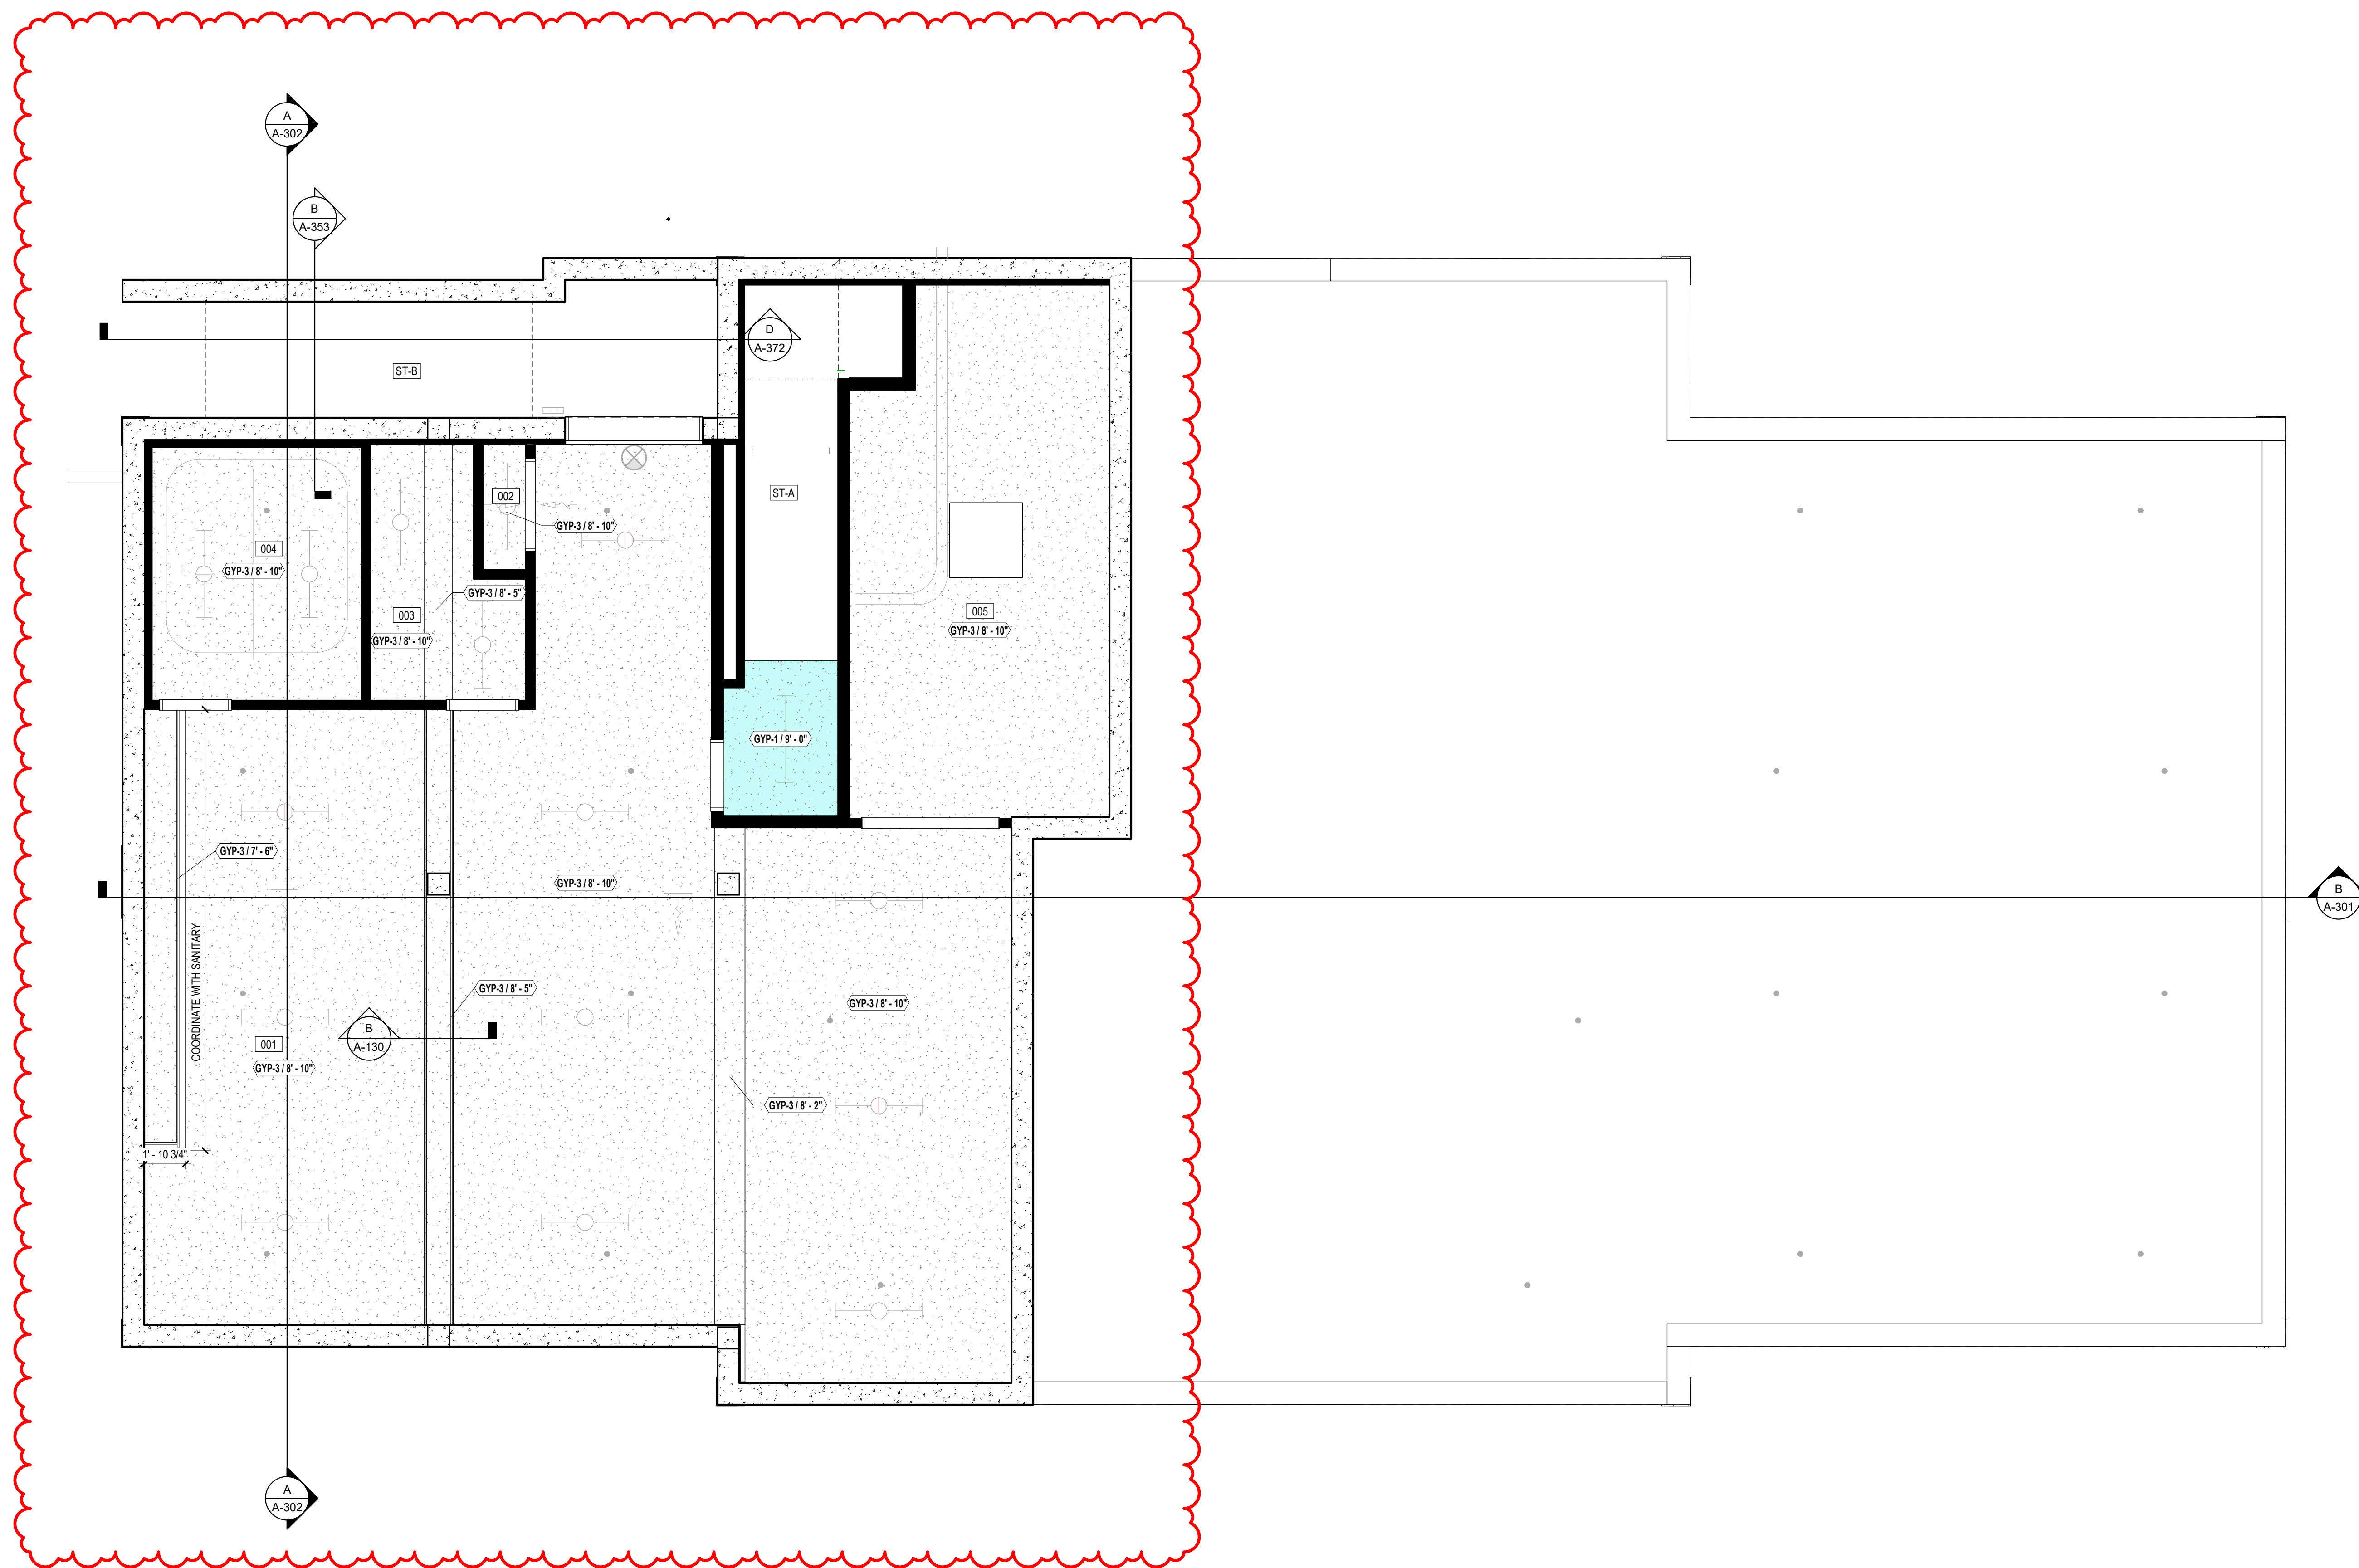 A
A-302
B
A-353
D
A-372
ST-B
ST-A
002
GYP-3 / 8' - 10"
004
GYP-3 / 8' - 10"
GYP-3 / 8' - 5"
003
GYP-3 / 8' - 10"
005
GYP-3 / 8' - 10"
GYP-1 / 9' - 0"
GYP-3 / 7' - 6"
GYP-3 / 8' - 10"
B
A-301
COORDINATE WITH SANITARY
GYP-3 / 8' - 5"
GYP-3 / 8' - 10"
B
A-130
001
GYP-3 / 8' - 10"
GYP-3 / 8' - 2"
1' - 10 3/4"
A
A-302